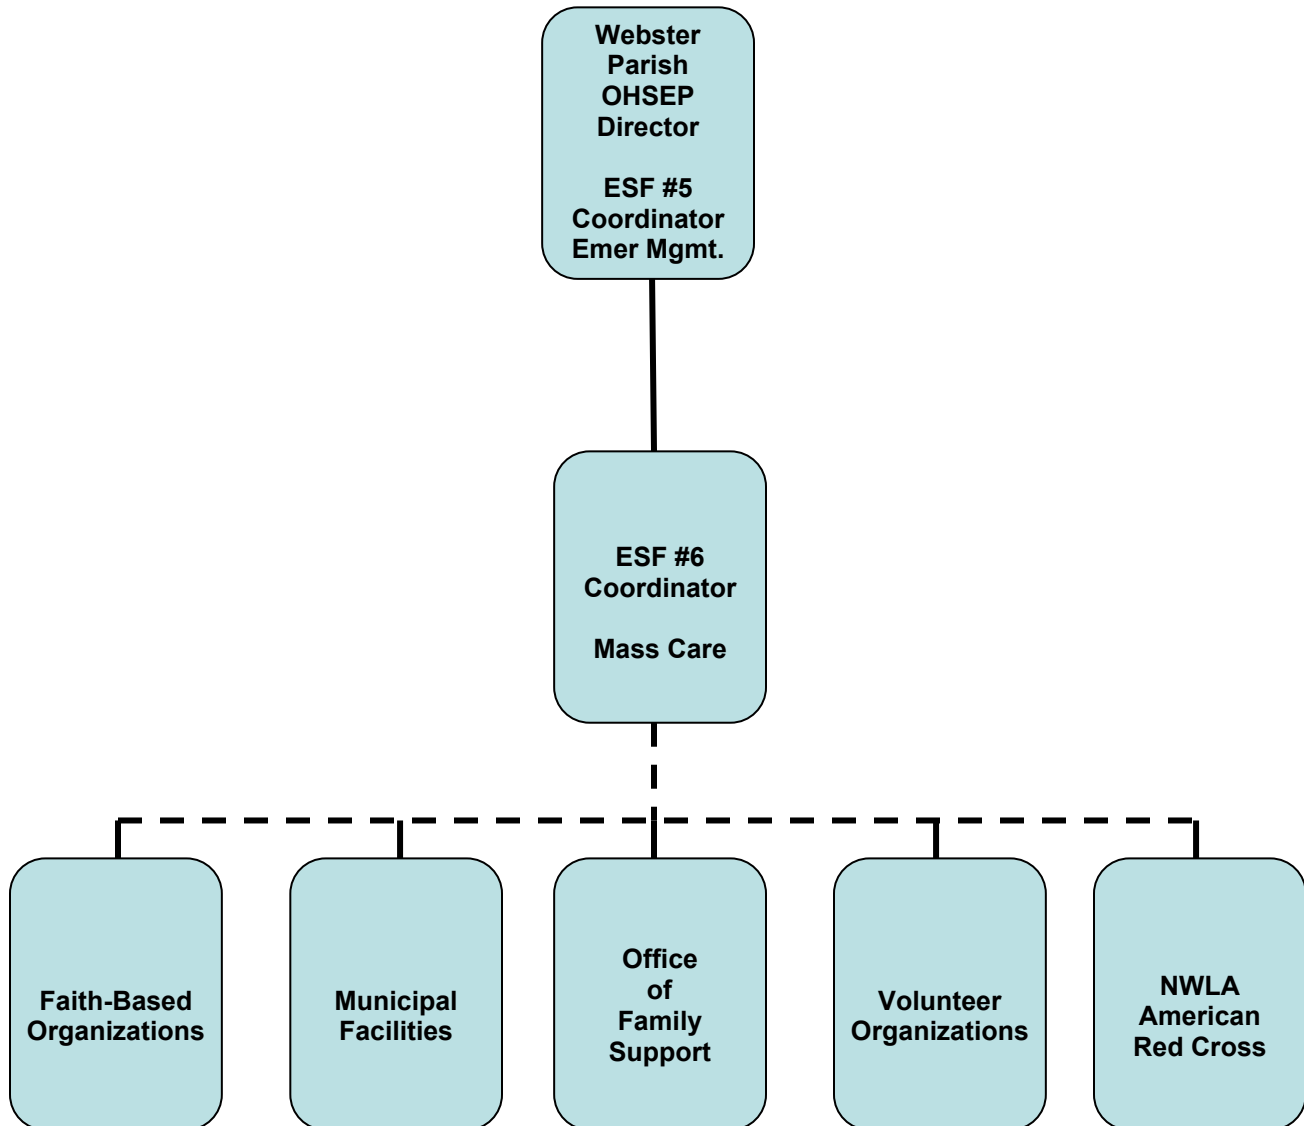 Webster
Parish
OHSEP
Director
ESF #5
Coordinator
Emer Mgmt.
ESF #6
Coordinator
Mass Care
Faith-Based
Organizations
Municipal
Facilities
Office
of
Family
Support
Volunteer
Organizations
NWLA
American
Red Cross